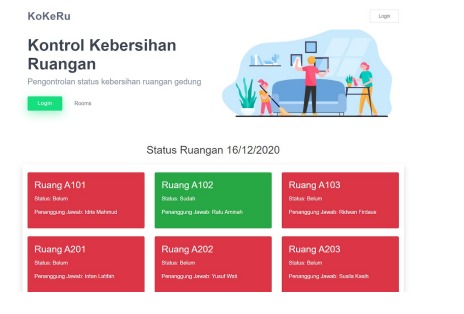 KoKeRu
Login
Kontrol Kebersihan
Ruangan
Pengontrolan status kebersihan ruangan gedung
Login
Rooms
Status Ruangan 16/12/2020
Ruang A101
Status: Belum
Penanggung Jawab: Idris Mahmud
Ruang A102
Status: Sudah
Penanggung Jawab: Ratu Aminah
Ruang A103
Status: Belum
Penanggung Jawab: Ridwan Firdaus
Ruang A201
Status: Belum
Penanggung Jawab: Intan Latifah
Ruang A202
Status: Belum
Penanggung Jawab: Yusuf Wati
Ruang A203
Status: Belum
Penanggung Jawab: Susila Kasih